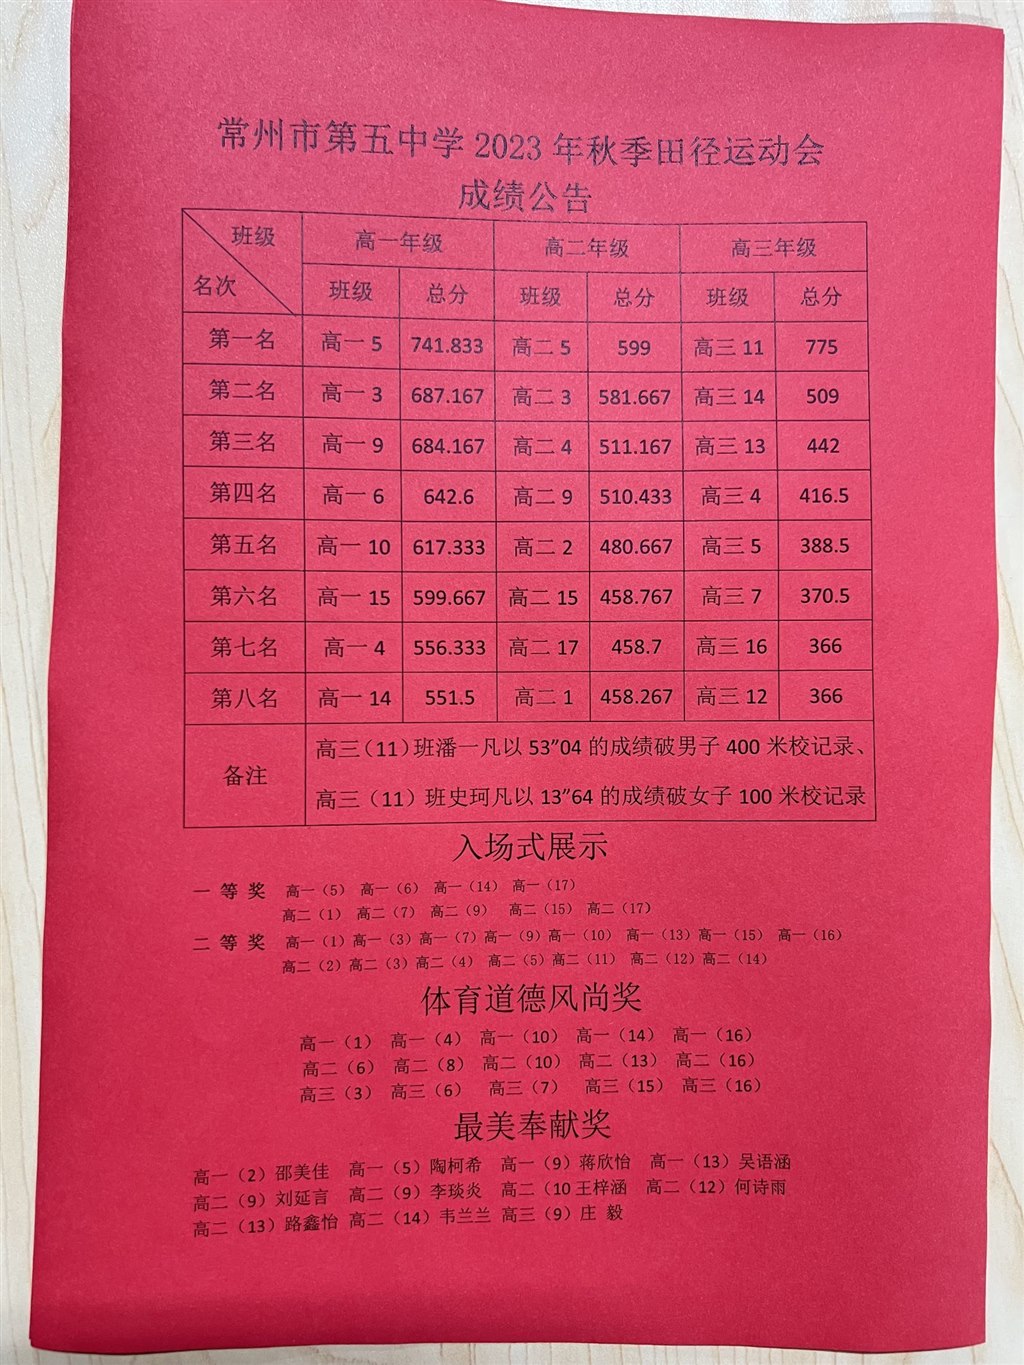 常州市第五中学 2023 年秋季田径运动会
成绩公告
班级 高一年级 高二年级 高三年级
名次 班级 总分 班级 总分 班级 总分
第一名 高一 5 741.833 高二 5 599 高三 11 775
第二名 高一 3 687.167 高二 3 581.667 高三 14 509
第三名 高一 9 684.167 高二 4 511.167 高三 13 442
第四名 高一 6 642.6 高二 9 510.433 高三 4 416.5
第五名 高一 10 617.333 高二 2 480.667 高三 5 388.5
第六名 高一 15 599.667 高二 15 458.767 高三 7 370.5
第七名 高一 4 556.333 高二 17 458.7 高三 16 366
第八名 高一 14 551.5 高二 1 458.267 高三 12 366
备注 高三（11）班潘一凡以 53″04 的成绩破男子 400 米校记录、
高三（11）班史珂凡以 13″64 的成绩破女子 100 米校记录
入场式展示
一 等 奖 高一（5） 高一（6） 高一（14） 高一（17）
高二（1） 高二（7） 高二（9） 高二（15） 高二（17）
二 等 奖 高一（1）高一（3）高一（7）高一（9）高一（10） 高一（13）高一（15） 高一（16）
高二（2）高二（3）高二（4） 高二（5）高二（11） 高二（12）高二（14）
体育道德风尚奖
高一（1） 高一（4） 高一（10） 高一（14） 高一（16）
高二（6） 高二（8） 高二（10） 高二（13） 高二（16）
高三（3） 高三（6） 高三（7） 高三（15） 高三（16）
最美奉献奖
高一（2）邵美佳 高一（5）陶柯希 高一（9）蒋欣怡 高一（13）吴语涵
高二（9）刘延言 高二（9）李琰炎 高二（10 王梓涵 高二（12）何诗雨
高二（13）路鑫怡 高二（14）韦兰兰 高三（9）庄 毅